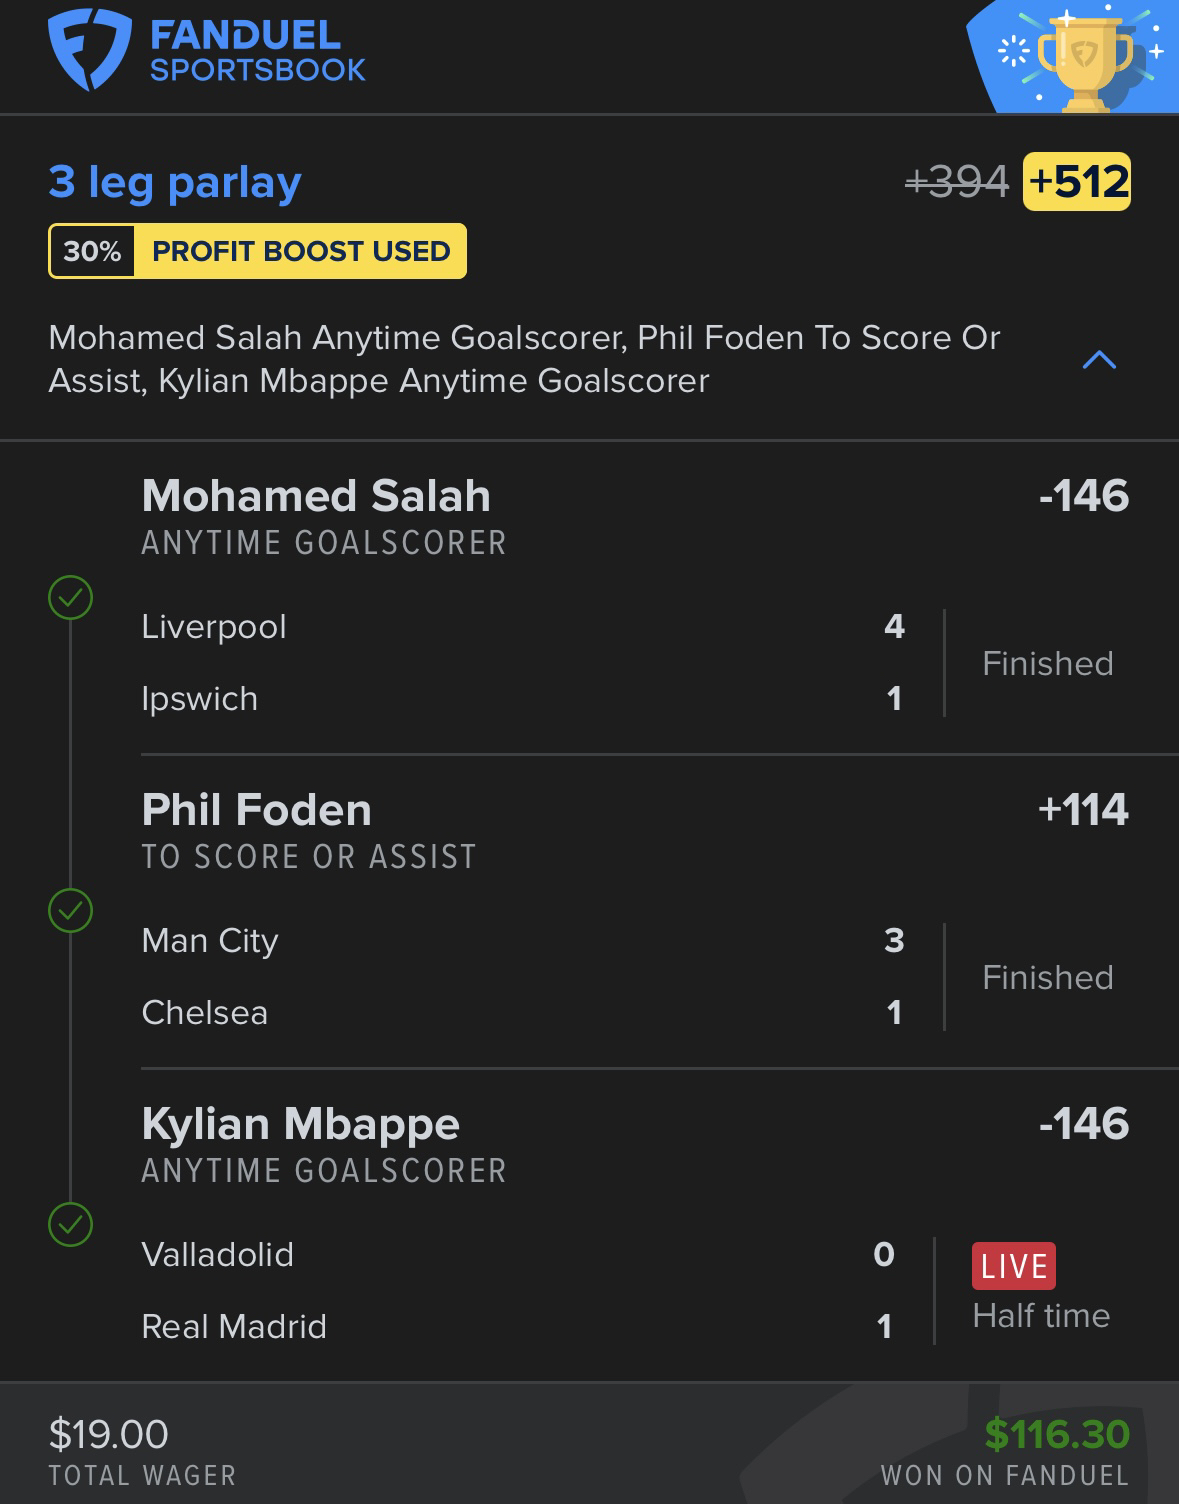 FANDUEL
SPORTSBOOK
3 leg parlay +394 +512
30% PROFIT BOOST USED
Mohamed Salah Anytime Goalscorer, Phil Foden To Score Or
Assist, Kylian Mbappe Anytime Goalscorer
Mohamed Salah -146
ANYTIME GOALSCORER
Liverpool 4
Finished
Ipswich 1
Phil Foden +114
TO SCORE OR ASSIST
Man City 3
Finished
Chelsea 1
Kylian Mbappe -146
ANYTIME GOALSCORER
Valladolid 0
LIVE
Half time
Real Madrid 1
$19.00 $116.30
TOTAL WAGER WON ON FANDUEL